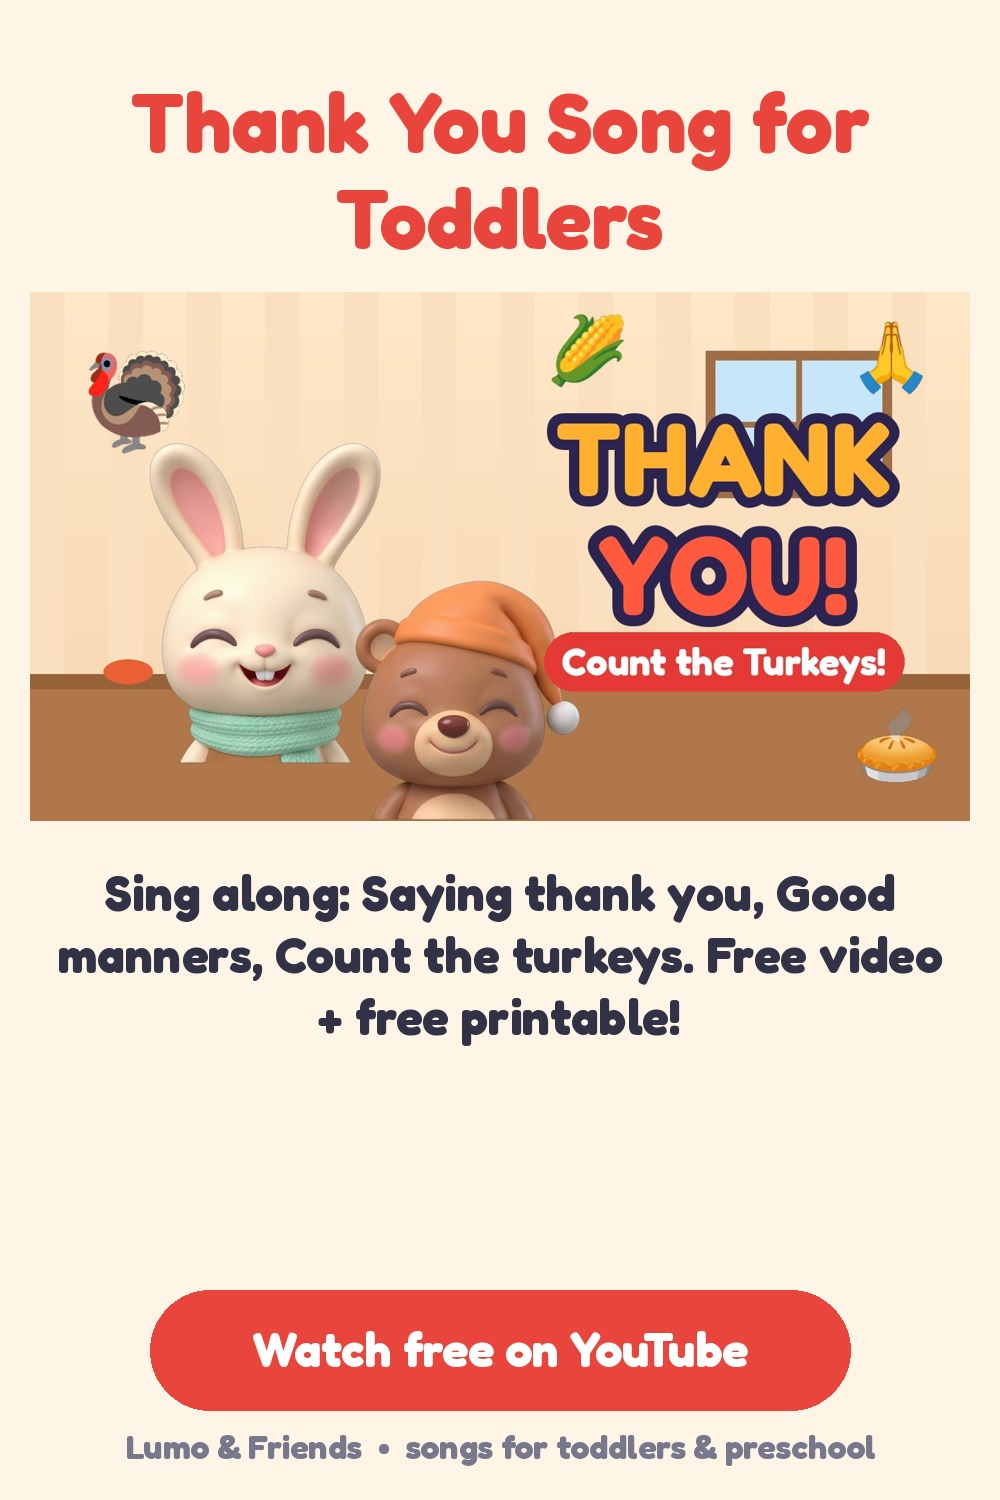 Thank You Song for
Toddlers
THANK
YOU!
Count the Turkeys!
Sing along: Saying thank you, Good
manners, Count the turkeys. Free video
+ free printable!
Watch free on YouTube
Lumo & Friends • songs for toddlers & preschool